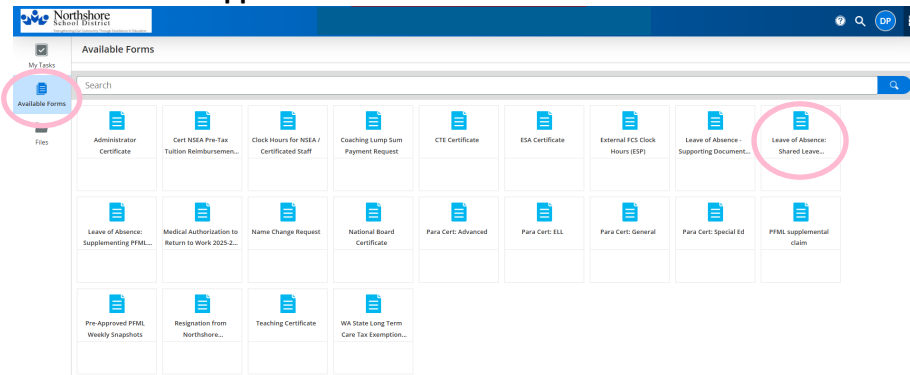 Northshore
School District
My Tasks
Available Forms
Files
DP
Available Forms
Search
Administrator
Certificate
Cert NSEA Pre-Tax
Tuition Reimbursemen...
Clock Hours for NSEA /
Certificated Staff
Coaching Lump Sum
Payment Request
CTE Certificate
ESA Certificate
External FCS Clock
Hours (ESP)
Leave of Absence -
Supporting Document...
Leave of Absence:
Shared Leave...
Leave of Absence:
Supplementing PFML...
Medical Authorization to
Return to Work 2025-2...
Name Change Request
National Board
Certificate
Para Cert: Advanced
Para Cert: ELL
Para Cert: General
Para Cert: Special Ed
PFML supplemental
claim
Pre-Approved PFML
Weekly Snapshots
Resignation from
Northshore...
Teaching Certificate
WA State Long Term
Care Tax Exemption...